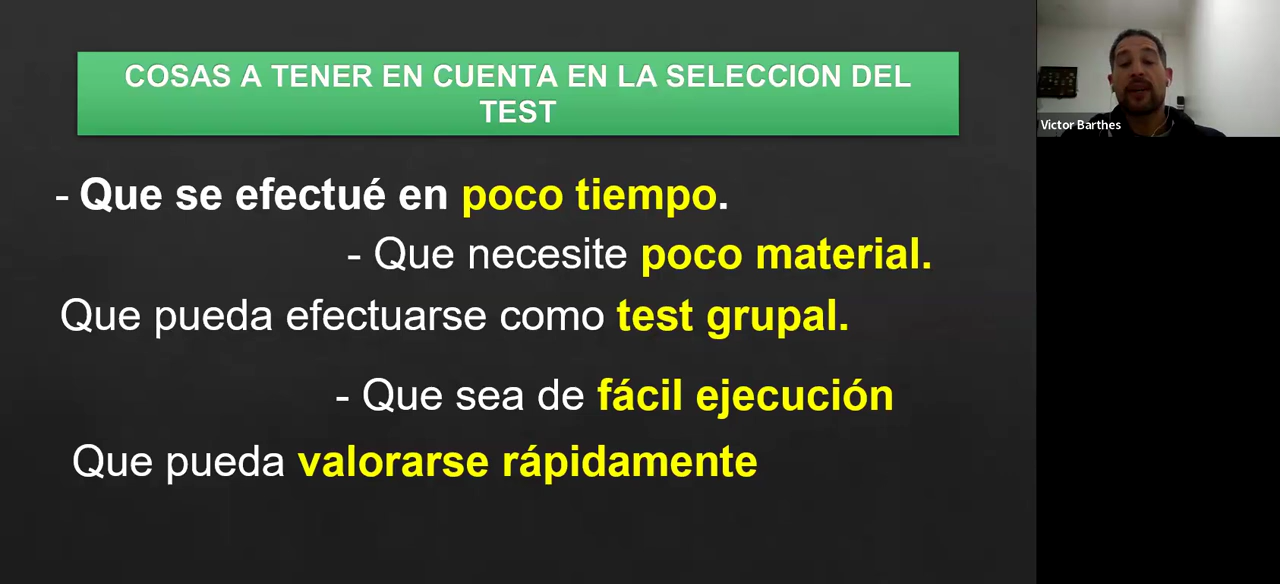 COSAS A TENER EN CUENTA EN LA SELECCION DEL
TEST
- Que se efectué en poco tiempo.
- Que necesite poco material.
Que pueda efectuarse como test grupal.
- Que sea de fácil ejecución
Que pueda valorarse rápidamente
Victor Barthes